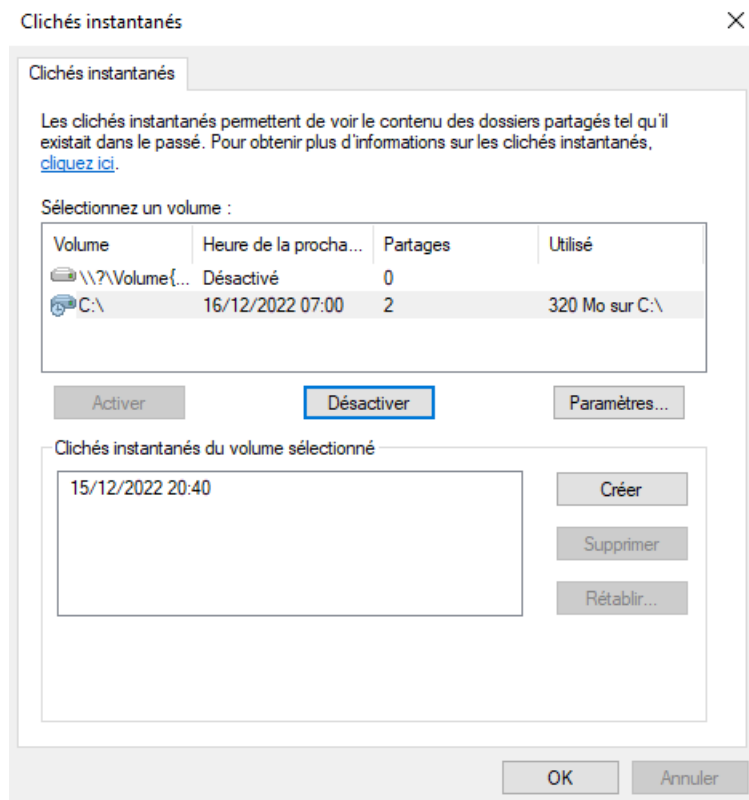 Clichés instantanés
Clichés instantanés
Les clichés instantanés permettent de voir le contenu des dossiers partagés tel qu'il
existait dans le passé. Pour obtenir plus d'informations sur les clichés instantanés,
cliquez ici.
Sélectionnez un volume :
Volume Heure de la procha... Partages Utilisé
\\?\Volume{... Désactivé 0
C:\ 16/12/2022 07:00 2 320 Mo sur C:\
Activer Désactiver Paramètres...
Clichés instantanés du volume sélectionné
15/12/2022 20:40
Créer
Supprimer
Rétablir...
OK Annuler